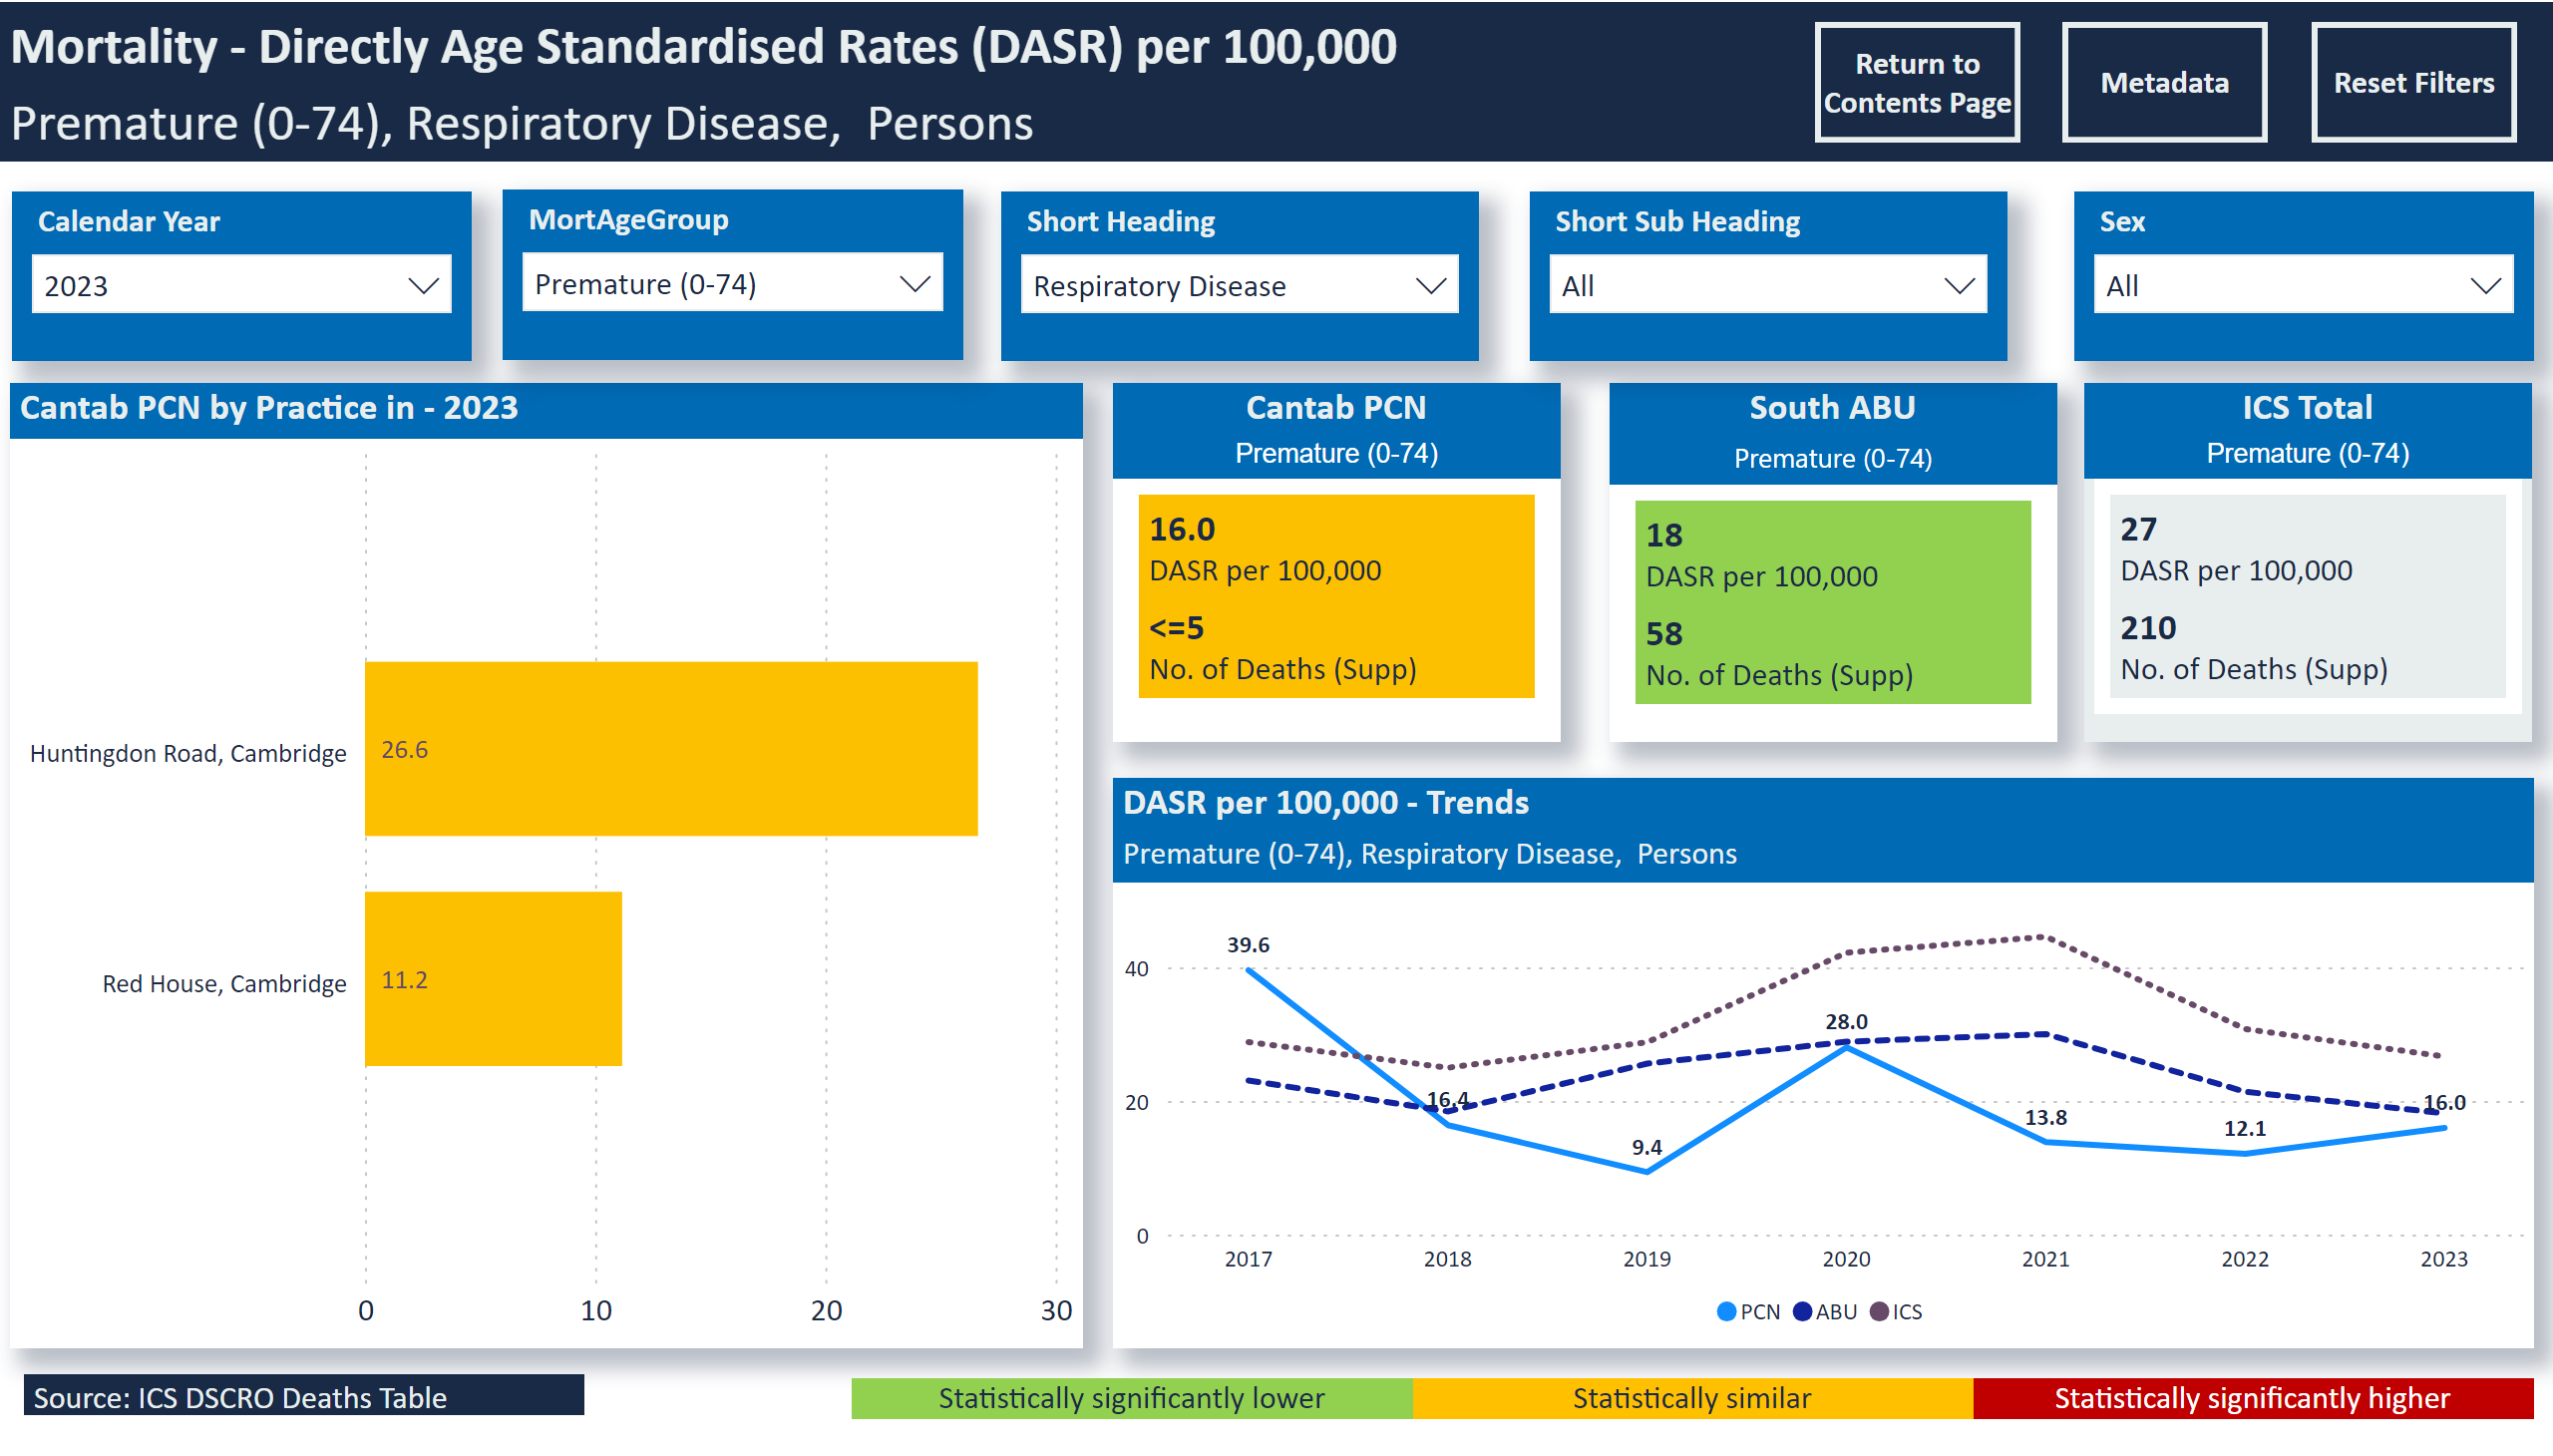 Mortality - Directly Age Standardised Rates (DASR) per 100,000
Premature (0-74), Respiratory Disease,  Persons
Return to
Contents Page
Metadata
Reset Filters
Calendar Year
2023
MortAgeGroup
Premature (0-74)
Short Heading
Respiratory Disease
Short Sub Heading
All
Sex
All
Cantab PCN by Practice in - 2023
Huntingdon Road, Cambridge
26.6
Red House, Cambridge
11.2
0
10
20
30
Cantab PCN
Premature (0-74)
16.0
DASR per 100,000
<=5
No. of Deaths (Supp)
South ABU
Premature (0-74)
18
DASR per 100,000
58
No. of Deaths (Supp)
ICS Total
Premature (0-74)
27
DASR per 100,000
210
No. of Deaths (Supp)
DASR per 100,000 - Trends
Premature (0-74), Respiratory Disease,  Persons
40
20
0
39.6
16.4
9.4
28.0
13.8
12.1
16.0
2017
2018
2019
2020
2021
2022
2023
PCN
ABU
ICS
Source: ICS DSCRO Deaths Table
Statistically significantly lower
Statistically similar
Statistically significantly higher